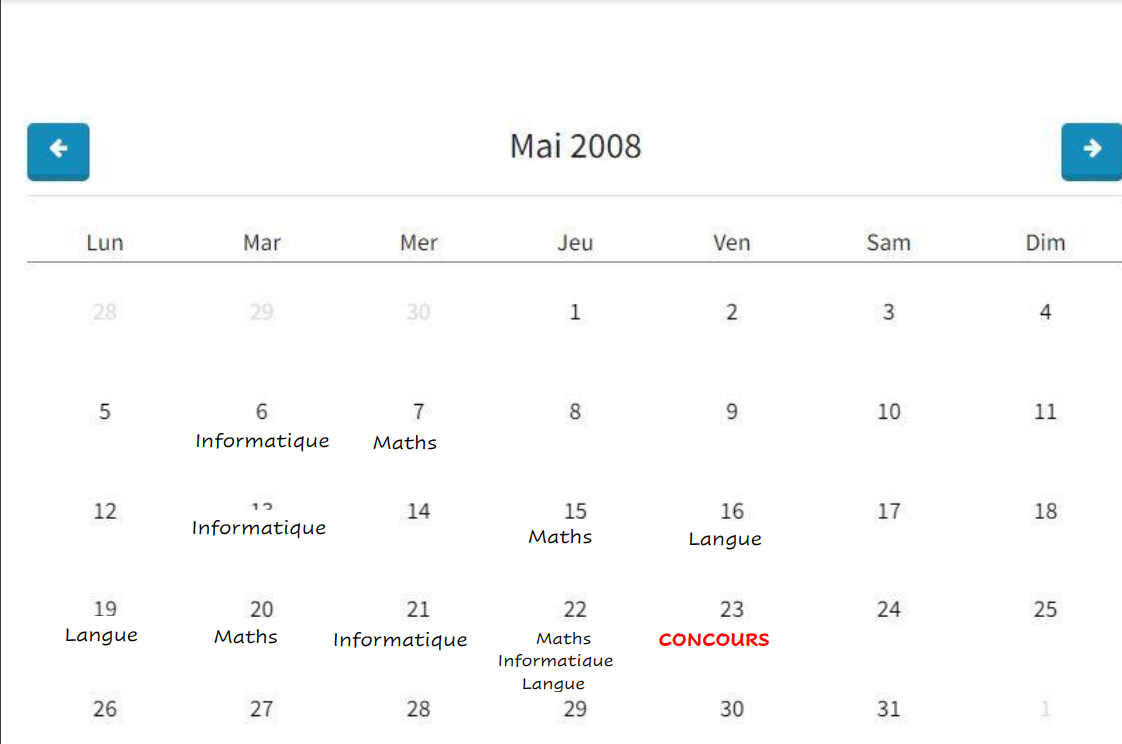 Mai 2008
Lun Mar Mer Jeu Ven Sam Dim
28 29 30 1 2 3 4
5 6 7 8 9 10 11
Informatique Maths
12 13 14 15 16 17 18
Informatique Maths Langue
19 20 21 22 23 24 25
Langue Maths Informatique Maths CONCOURS
Informatique
Langue
26 27 28 29 30 31 1